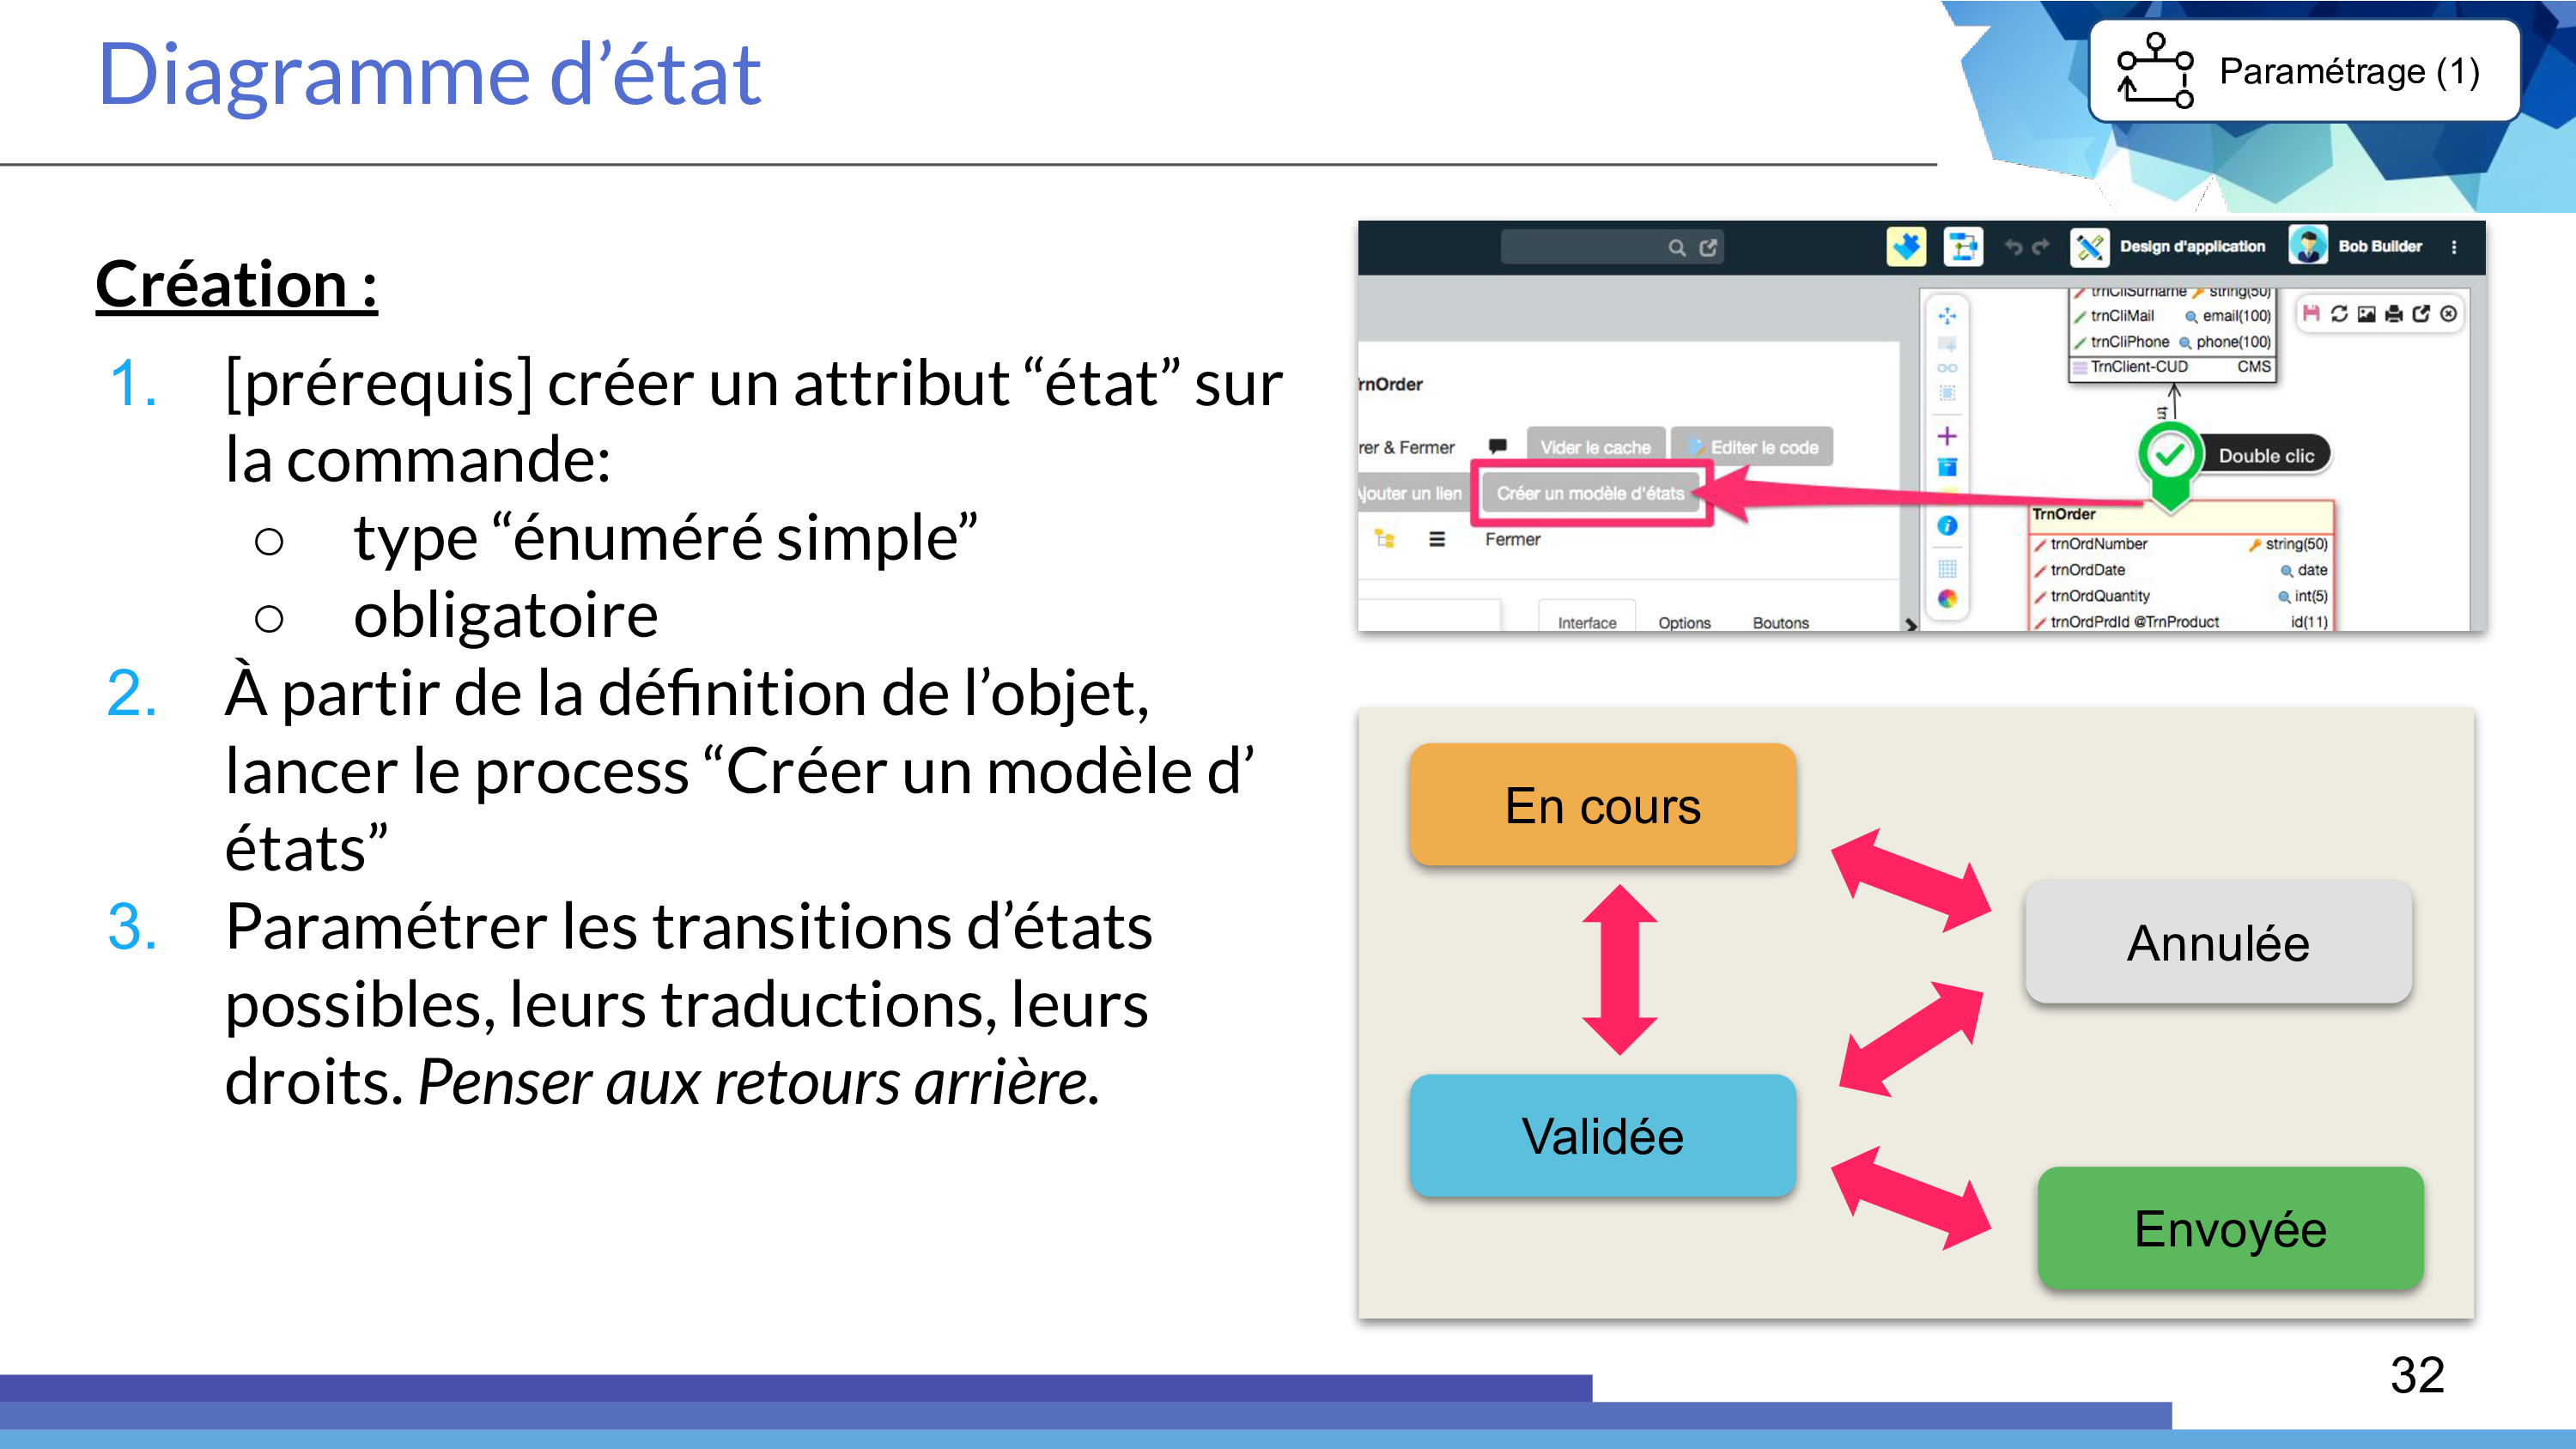 Diagramme d’état
Paramétrage (1)
Création :
1. [prérequis] créer un attribut “état” sur
la commande:
○ type “énuméré simple”
○ obligatoire
2. À partir de la définition de l’objet,
lancer le process “Créer un modèle d’
états”
3. Paramétrer les transitions d’états
possibles, leurs traductions, leurs
droits. Penser aux retours arrière.
Design d'application
Bob Builder
rnOrder
rer & Fermer
Vider le cache
Editer le code
Ajouter un lien
Créer un modèle d'états
Fermer
Interface
Options
Boutons
trnCliSurname string(50)
trnCliMail email(100)
trnCliPhone phone(100)
TrnClient-CUD CMS
Double clic
TrnOrder
trnOrdNumber string(50)
trnOrdDate date
trnOrdQuantity int(5)
trnOrdPrdId @TrnProduct id(11)
En cours
Annulée
Validée
Envoyée
32